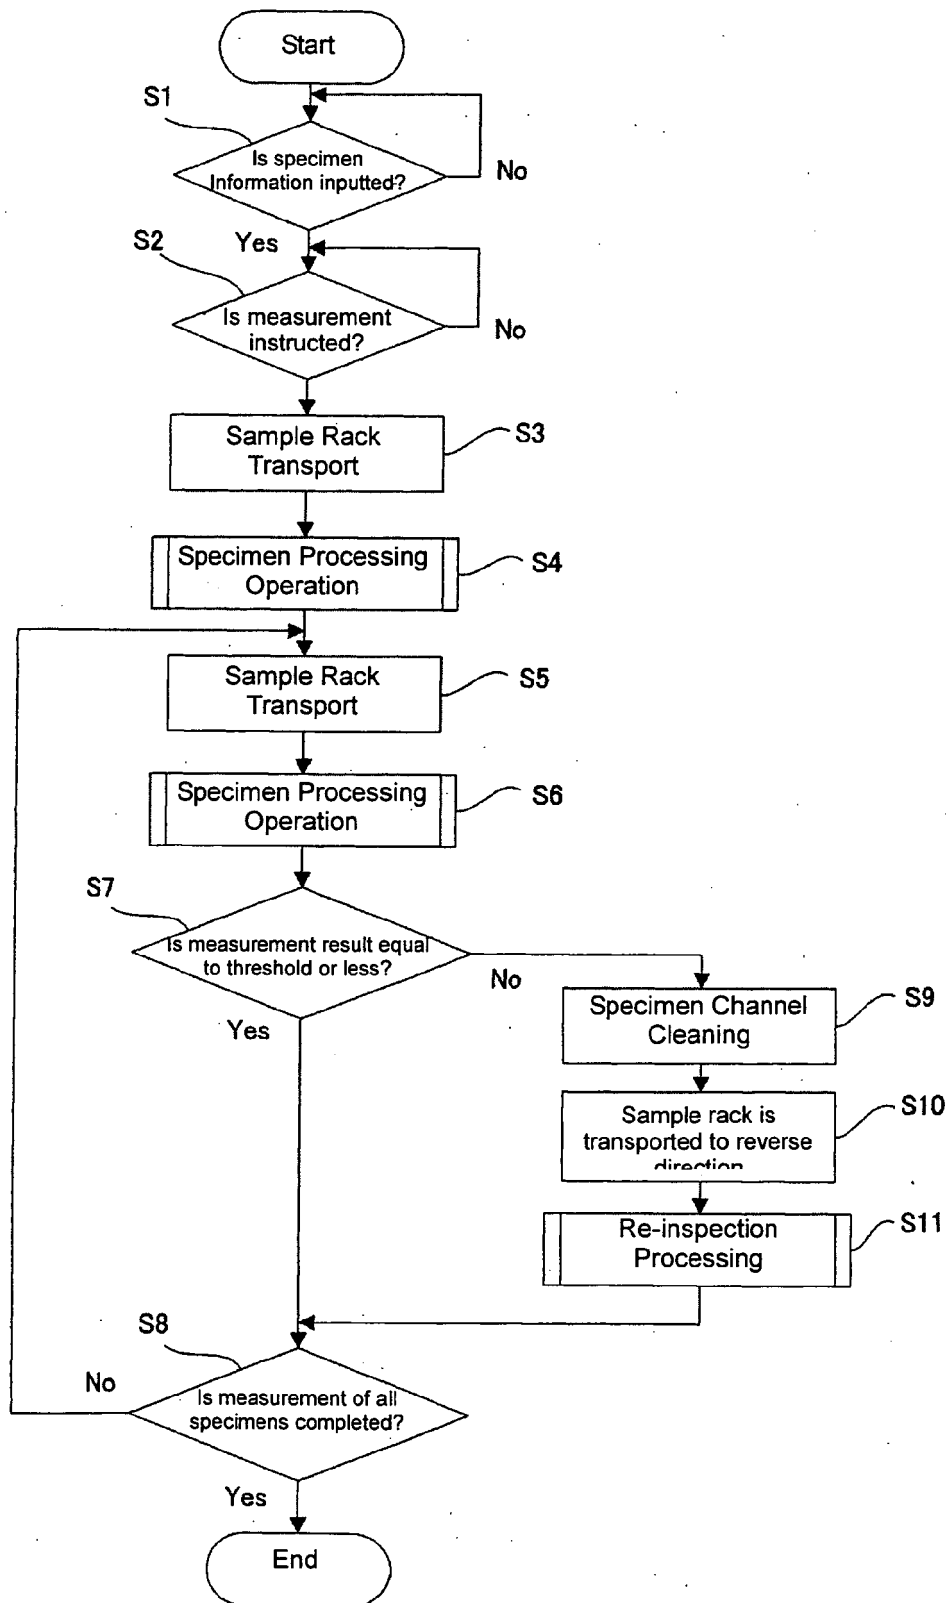 Start
S1
Is specimen
Information inputted?
No
Yes
S2
Is measurement
instructed?
No
Sample Rack
Transport
S3
Specimen Processing
Operation
S4
Sample Rack
Transport
S5
Specimen Processing
Operation
S6
S7
Is measurement result equal
to threshold or less?
No
Yes
Specimen Channel
Cleaning
S9
Sample rack is
transported to reverse
direction
S10
Re-inspection
Processing
S11
S8
No
Is measurement of all
specimens completed?
Yes
End